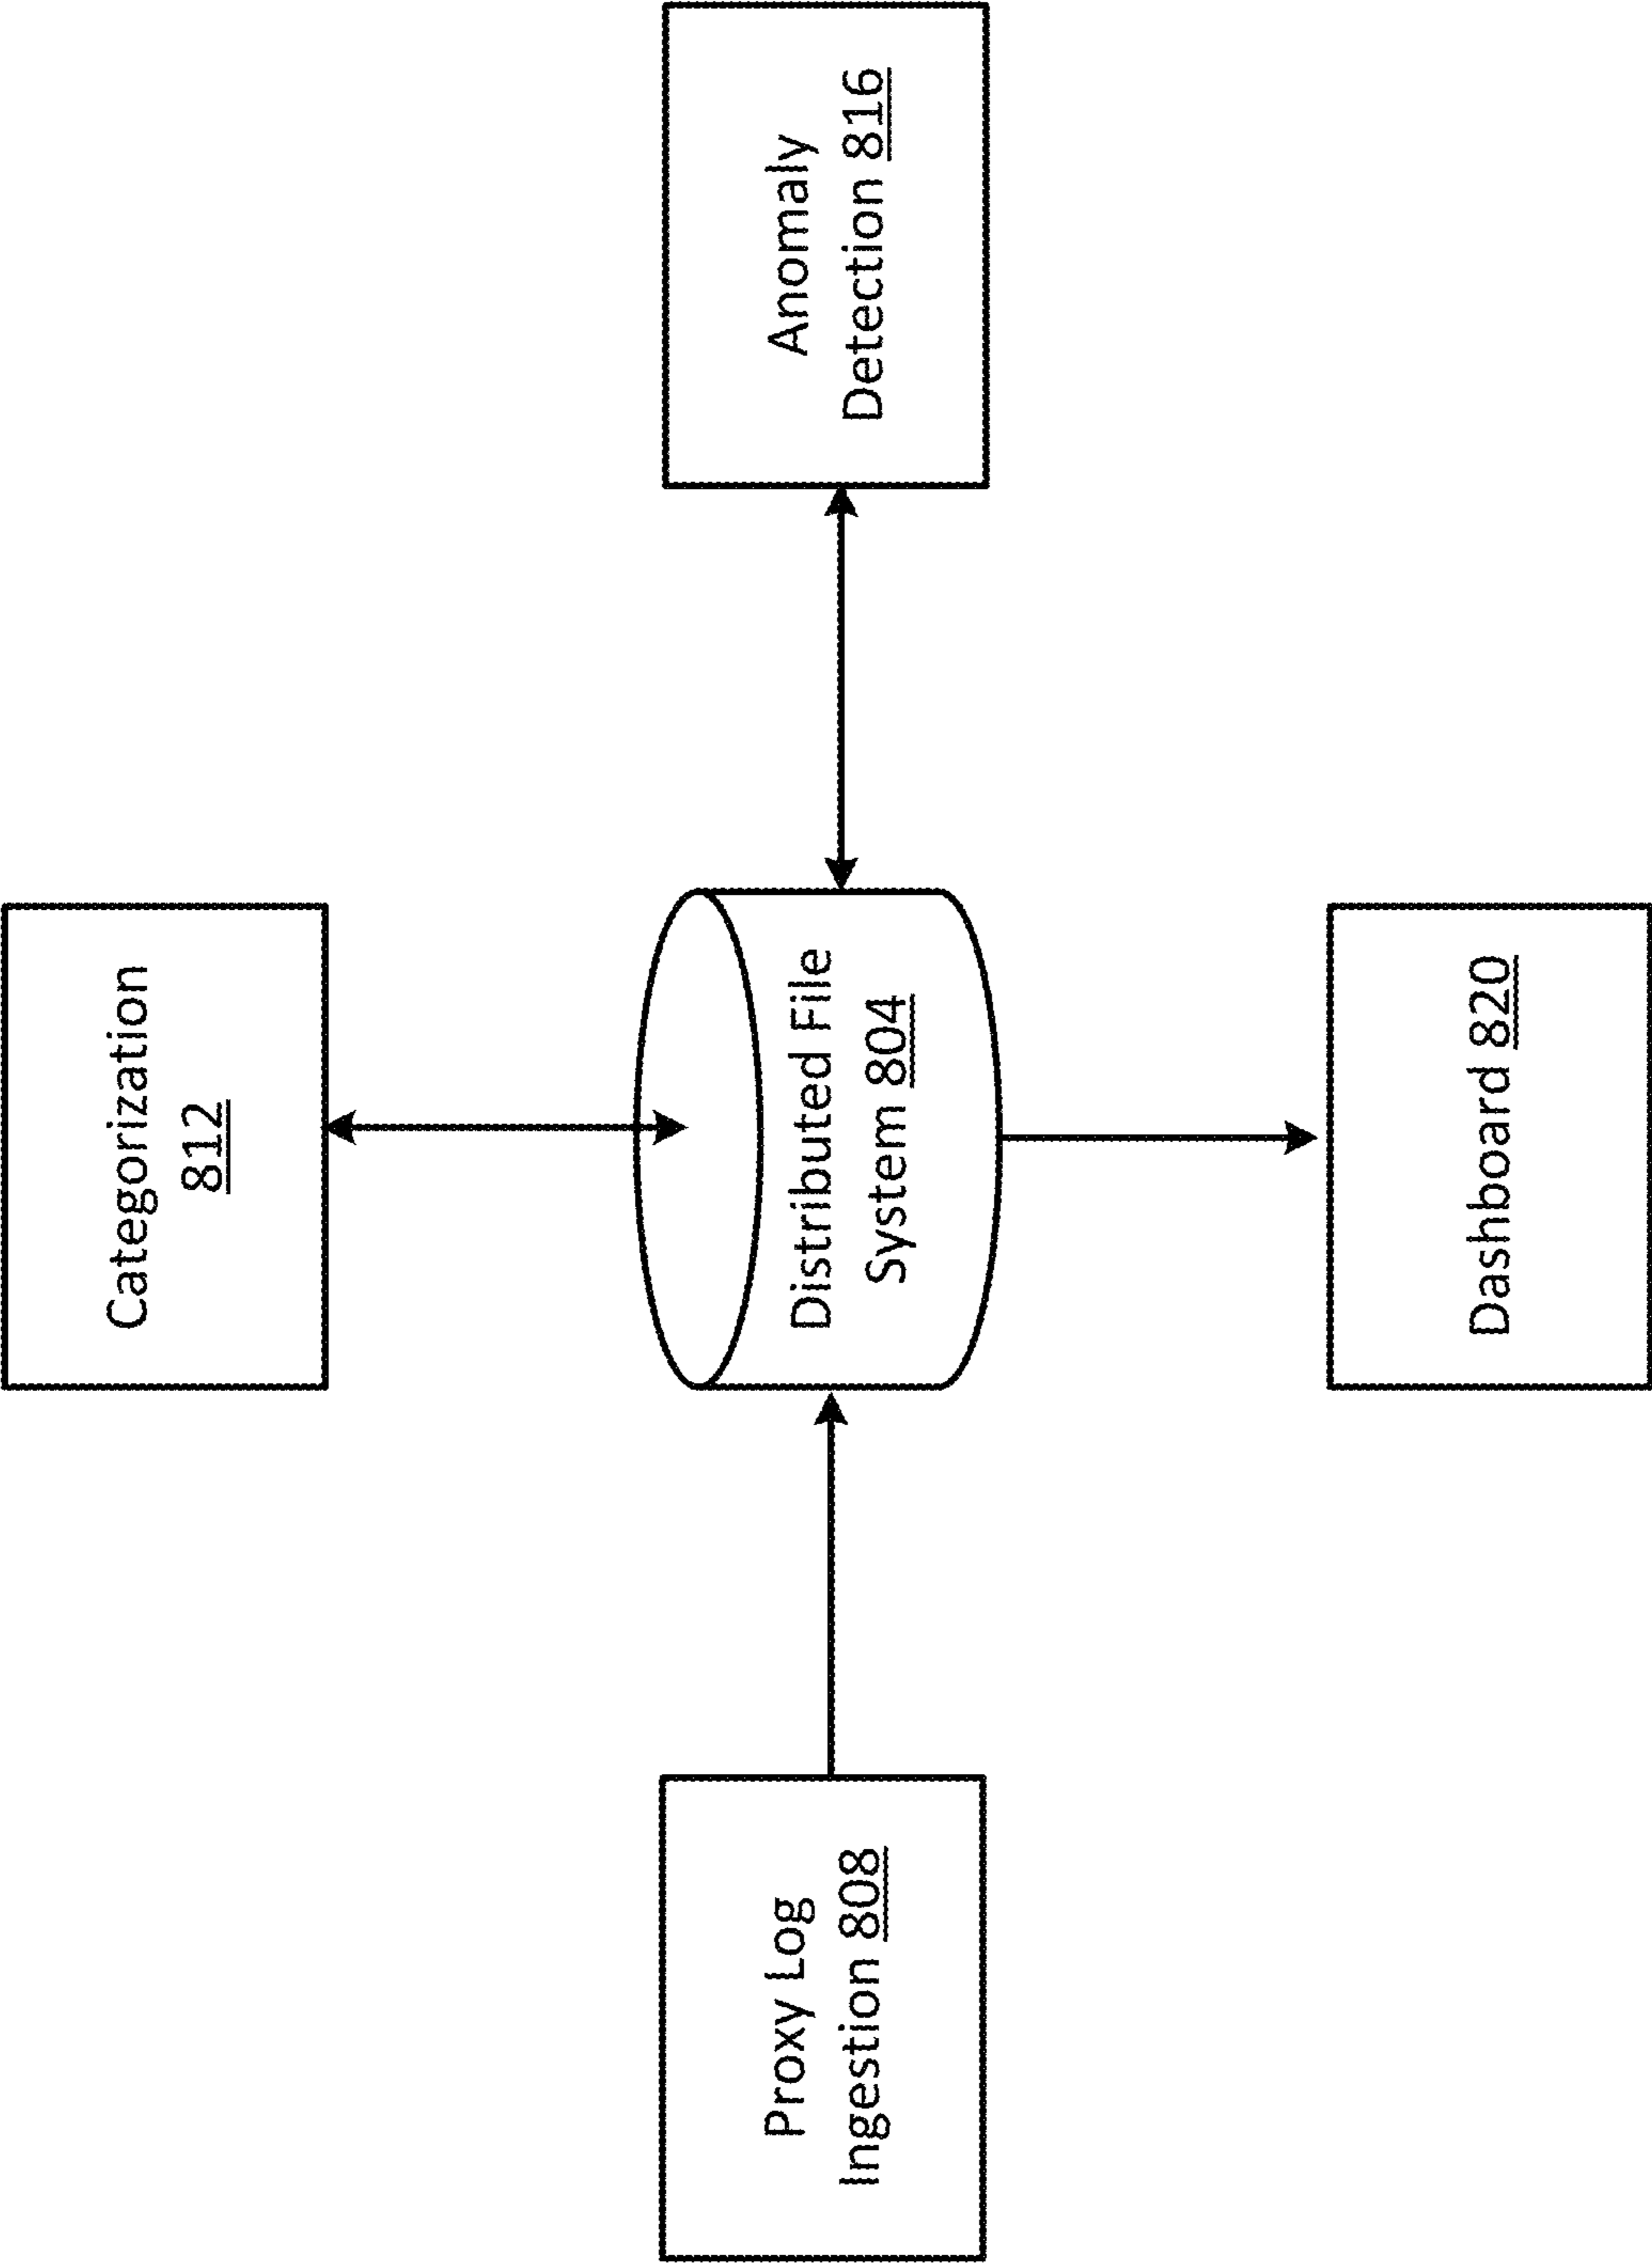 Categorization
812
Proxy Log
Ingestion 808
Distributed File
System 804
Anomaly
Detection 816
Dashboard 820